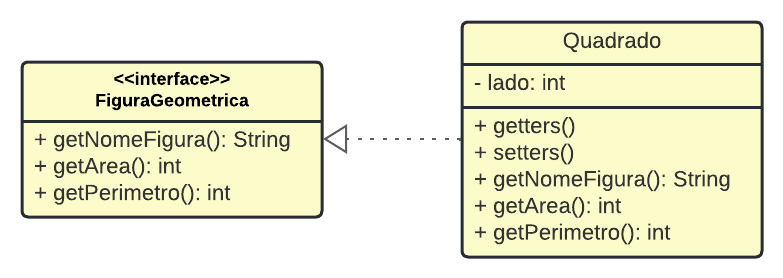 <<interface>>
FiguraGeometrica
+ getNomeFigura(): String
+ getArea(): int
+ getPerimetro(): int
Quadrado
- lado: int
+ getters()
+ setters()
+ getNomeFigura(): String
+ getArea(): int
+ getPerimetro(): int